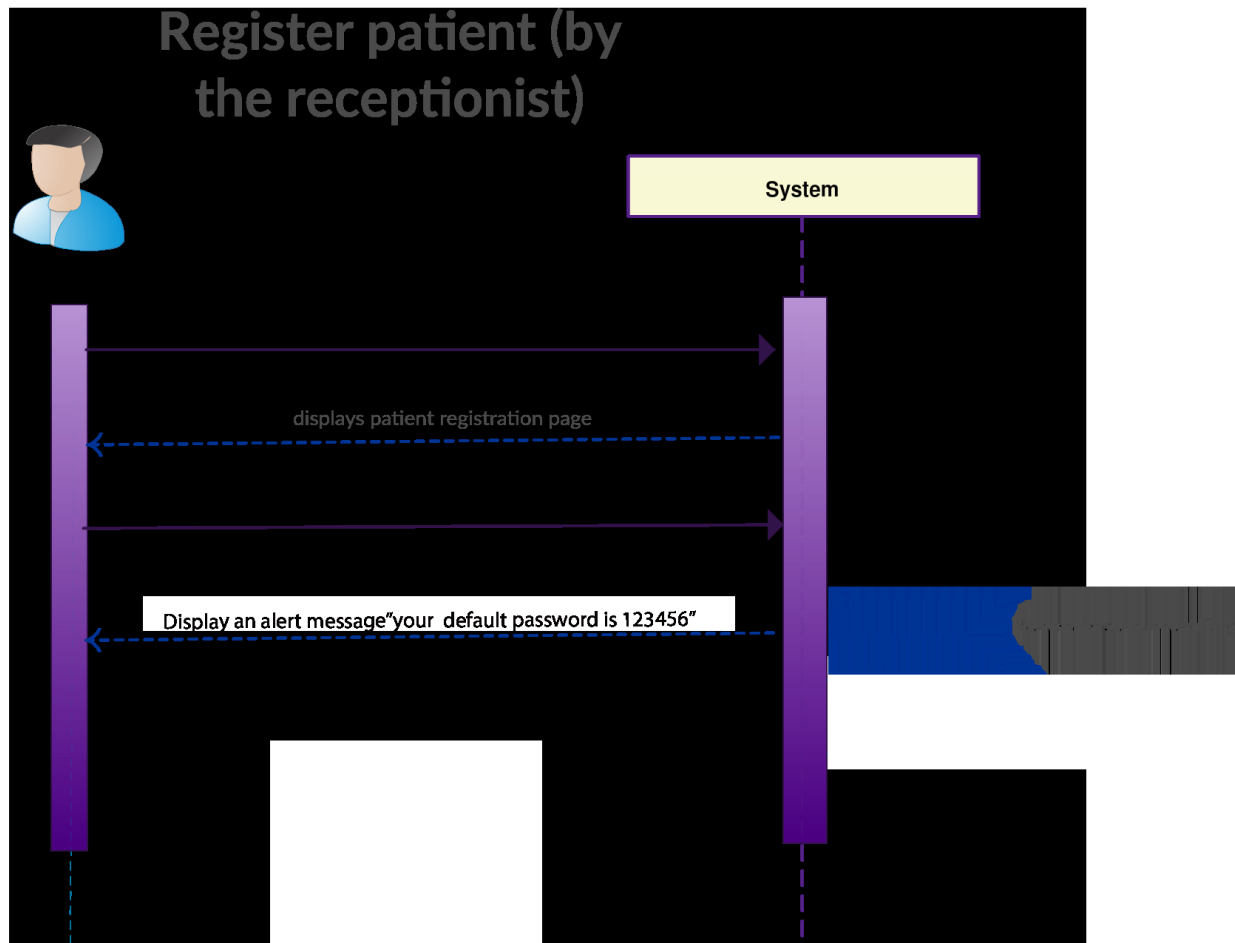 Register patient (by
the receptionist)
System
displays patient registration page
Display an alert message"your  default password is 123456"